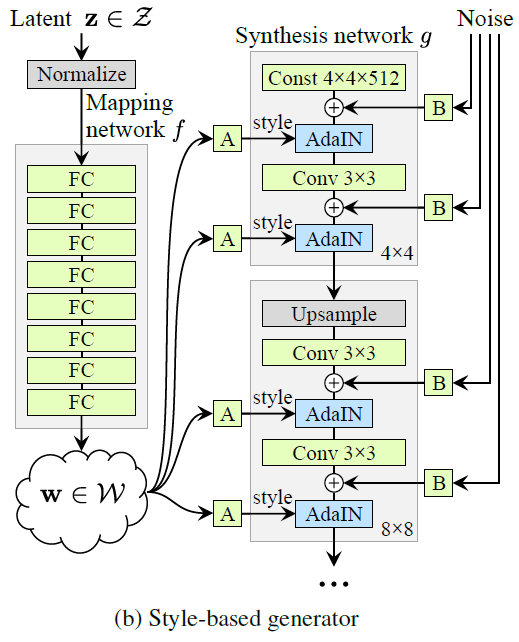 Latent z ∈ 𝒵
Normalize
Mapping
network f
FC
FC
FC
FC
FC
FC
FC
FC
w ∈ 𝒲
Synthesis network g
Noise
Const 4×4×512
+
B
A
style
AdaIN
Conv 3×3
+
B
A
style
AdaIN
4×4
Upsample
Conv 3×3
+
B
A
style
AdaIN
Conv 3×3
+
B
A
style
AdaIN
8×8
...
(b) Style-based generator